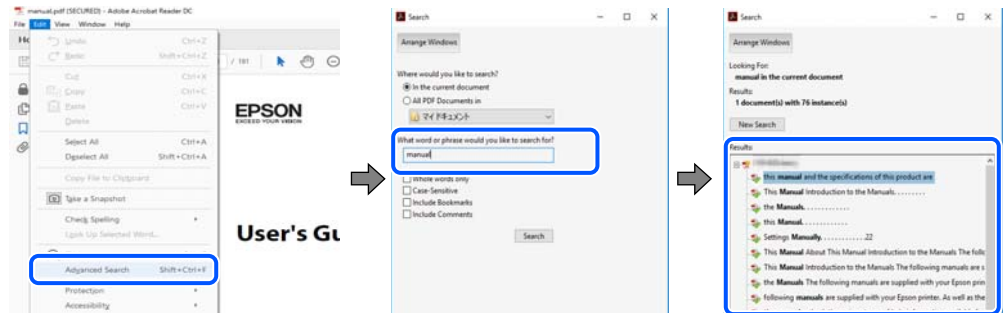 manual.pdf (SECURED) - Adobe Acrobat Reader DC
File Edit View Window Help
Undo Ctrl+Z
Redo Shift+Ctrl+Z
Cut Ctrl+X
Copy Ctrl+C
Paste Ctrl+V
Delete
Select All Ctrl+A
Deselect All Shift+Ctrl+A
Copy File to Clipboard
Take a Snapshot
Check Spelling
Look Up Selected Word...
Advanced Search Shift+Ctrl+F
Protection
Accessibility
/ 181
EPSON
EXCEED YOUR VISION
User's Gu
Search
Arrange Windows
Where would you like to search?
In the current document
All PDF Documents in
マイ ドキュメント
What word or phrase would you like to search for?
manual
Whole words only
Case-Sensitive
Include Bookmarks
Include Comments
Search
Search
Arrange Windows
Looking For:
manual in the current document
Results:
1 document(s) with 76 instance(s)
New Search
Results:
this manual and the specifications of this product are
This Manual Introduction to the Manuals. . . . . . . . .
the Manuals. . . . . . . . . . . . .
this Manual. . . . . . . . . . . . .
Settings Manually. . . . . . . . . . . . .22
This Manual About This Manual Introduction to the Manuals The follo
This Manual Introduction to the Manuals The following manuals are s
the Manuals The following manuals are supplied with your Epson prin
following manuals are supplied with your Epson printer. As well as the